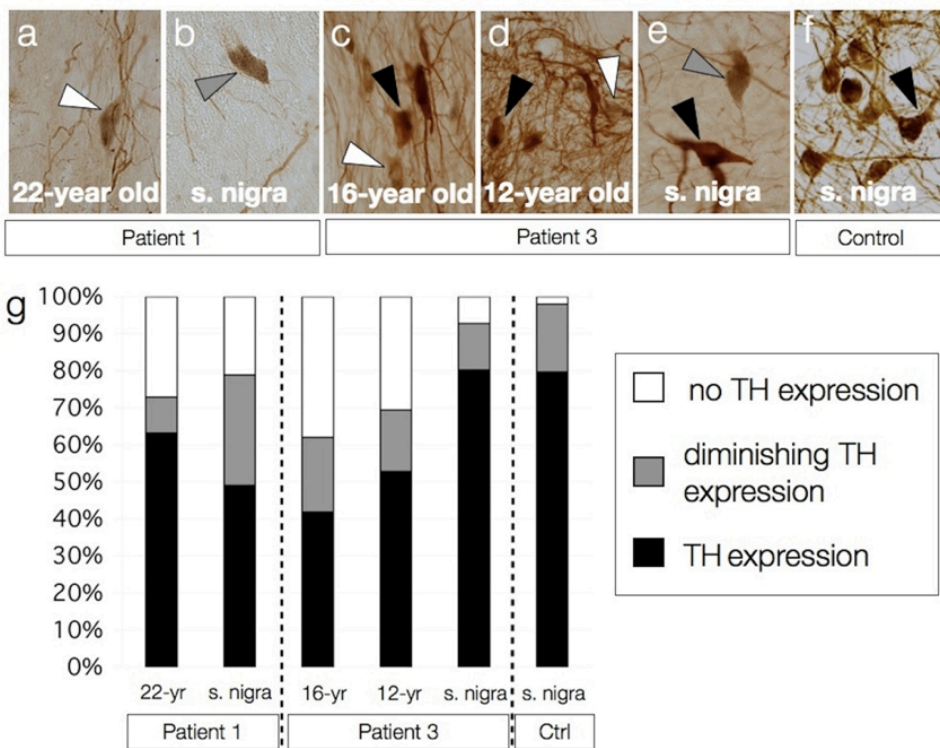 a b c d e f
22-year old s. nigra 16-year old 12-year old s. nigra s. nigra
Patient 1 Patient 3 Control
g
100%
90%
80%
70%
60%
50%
40%
30%
20%
10%
0%
22-yr s. nigra 16-yr 12-yr s. nigra s. nigra
Patient 1 Patient 3 Ctrl
no TH expression
diminishing TH
expression
TH expression